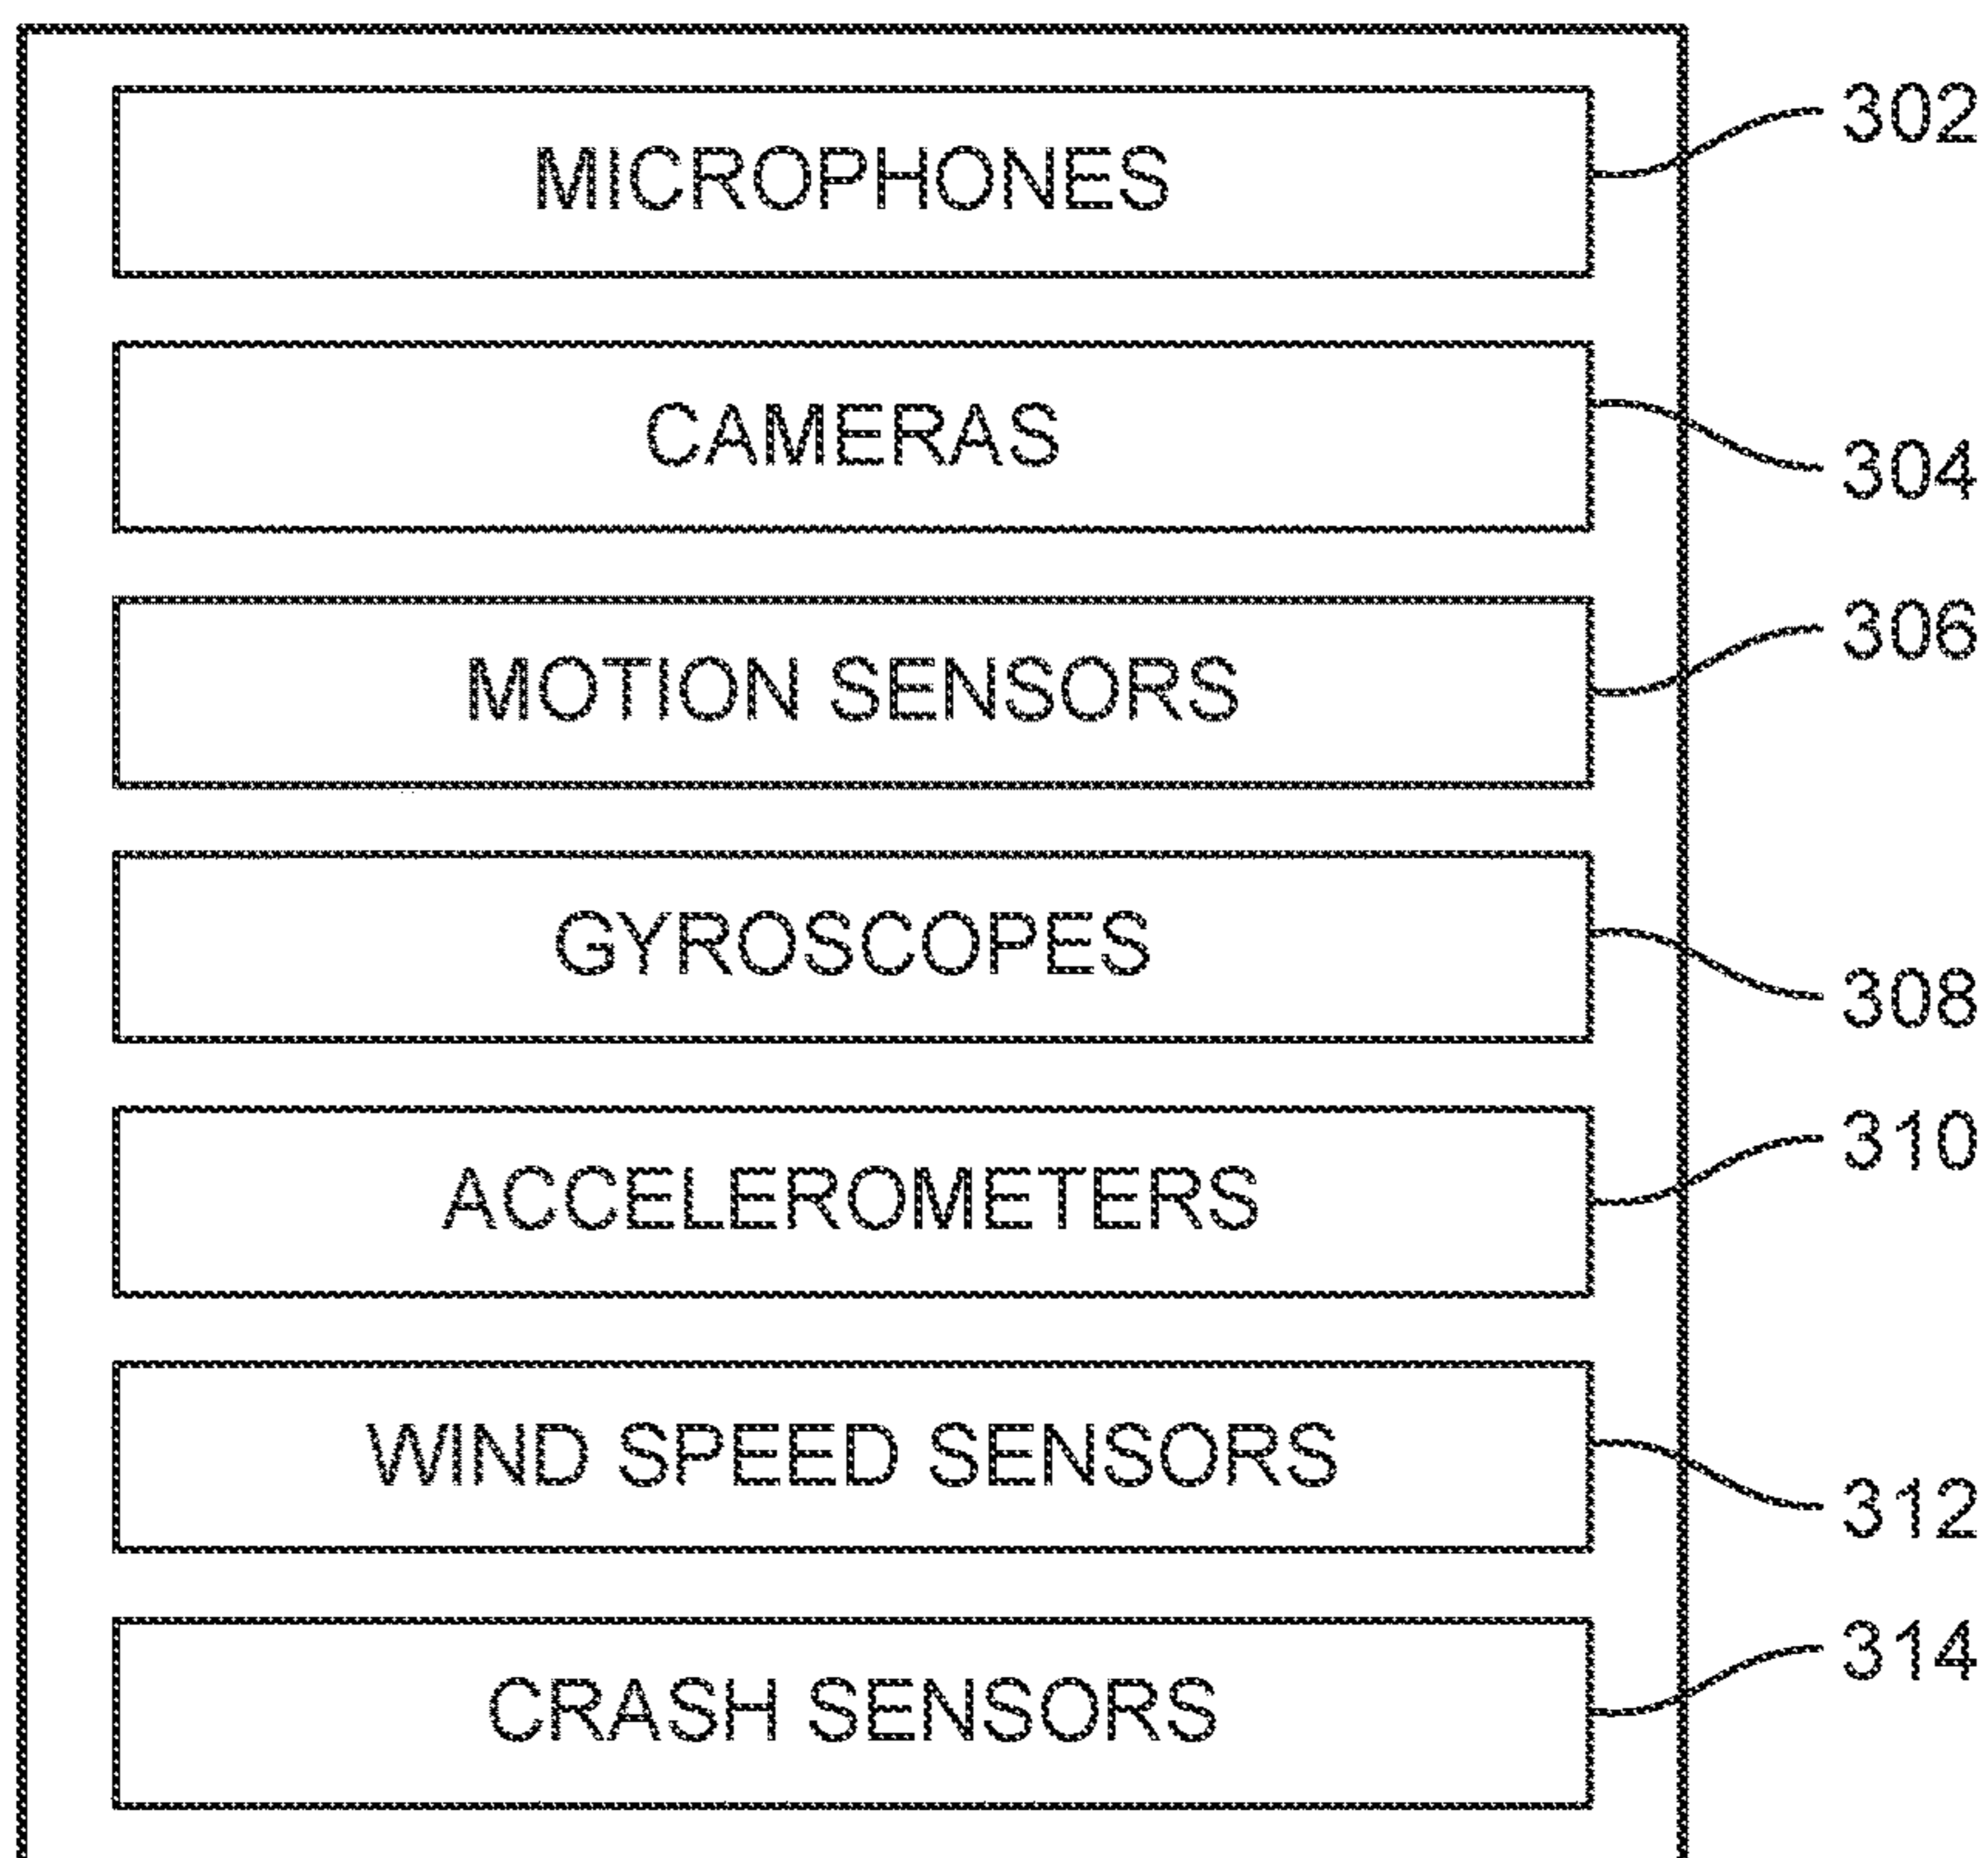 MICROPHONES
302
CAMERAS
304
MOTION SENSORS
306
GYROSCOPES
308
ACCELEROMETERS
310
WIND SPEED SENSORS
312
CRASH SENSORS
314